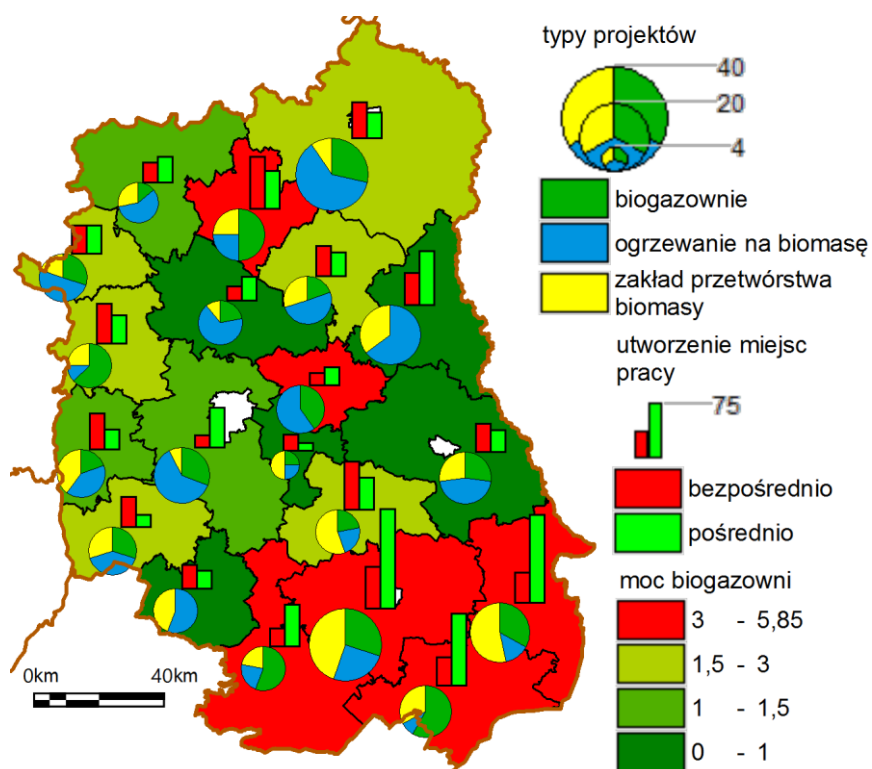 typy projektów
40
20
4
biogazownie
ogrzewanie na biomasę
zakład przetwórstwa
biomasy
utworzenie miejsc
pracy
75
bezpośrednio
pośrednio
moc biogazowni
3 - 5,85
1,5 - 3
1 - 1,5
0 - 1
0km 40km